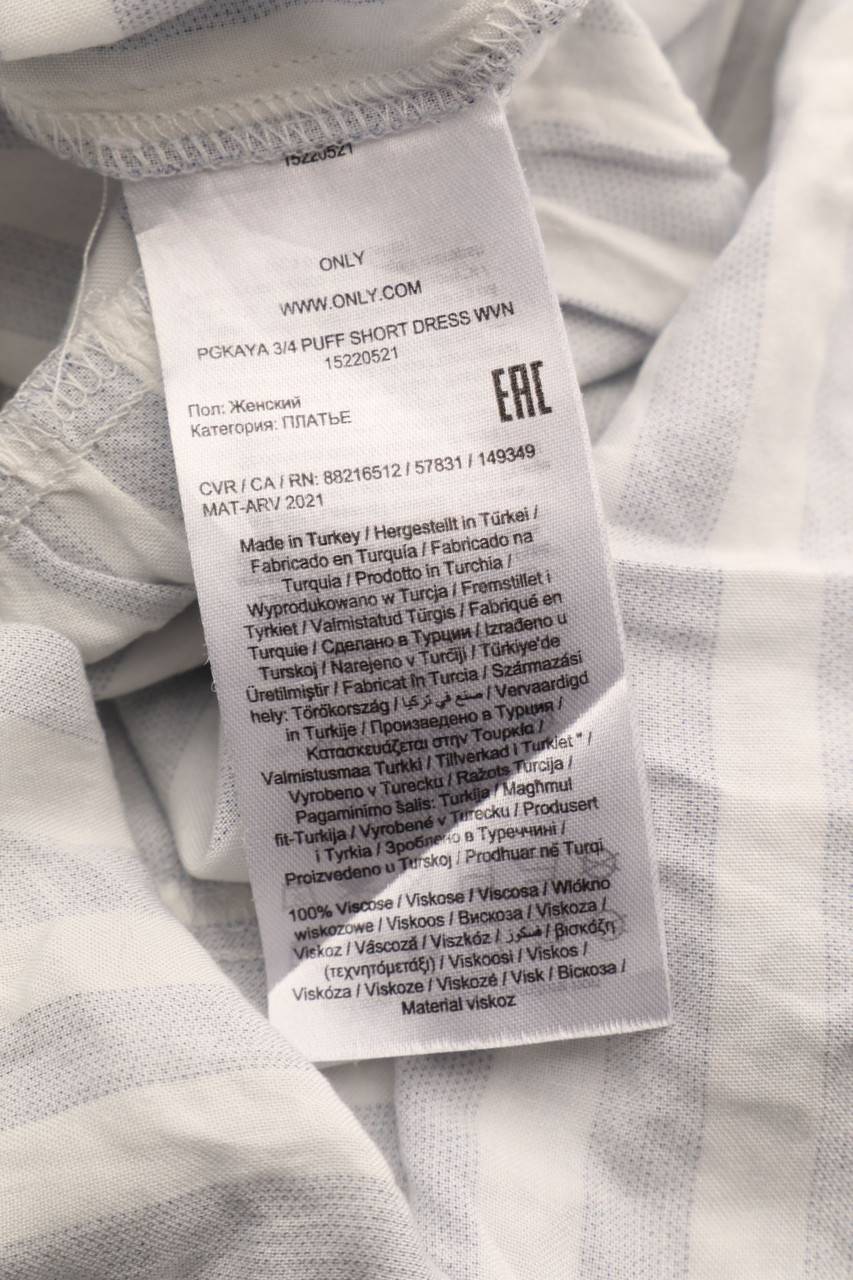 15220521
ONLY
WWW.ONLY.COM
PGKAYA 3/4 PUFF SHORT DRESS WVN
15220521
Пол: Женский
Категория: ПЛАТЬЕ
EAC
CVR / CA / RN: 88216512 / 57831 / 149349
MAT-ARV 2021
Made in Turkey / Hergestellt in Türkei /
Fabricado en Turquía / Fabricado na
Turquia / Prodotto in Turchia /
Wyprodukowano w Turcja / Fremstillet i
Tyrkiet / Valmistatud Türgis / Fabriqué en
Turquie / Сделано в Турции / Izrađeno u
Turskoj / Narejeno v Turčiji / Türkiye'de
Üretilmiştir / Fabricat în Turcia / Származási
hely: Törökország / صنع في تركيا / Vervaardigd
in Turkije / Произведено в Турция /
Κατασκευάζεται στην Τουρκία /
Valmistusmaa Turkki / Tillverkad i Turkiet " /
Vyrobeno v Turecku / Ražots Turcija /
Pagaminimo šalis: Turkija / Magħmul
fit-Turkija / Vyrobené v Turecku / Produsert
i Tyrkia / Зроблено в Туреччині /
Proizvedeno u Turskoj / Prodhuar në Turqi
100% Viscose / Viskose / Viscosa / Włókno
wiskozowe / Viskoos / Вискоза / Viskoza /
Viskoz / Vâscoză / Viszkóz / فسكوز / βισκόζη
(τεχνητόμετάξι) / Viskoosi / Viskos /
Viskóza / Viskoze / Viskozė / Visk / Віскоза /
Material viskoz